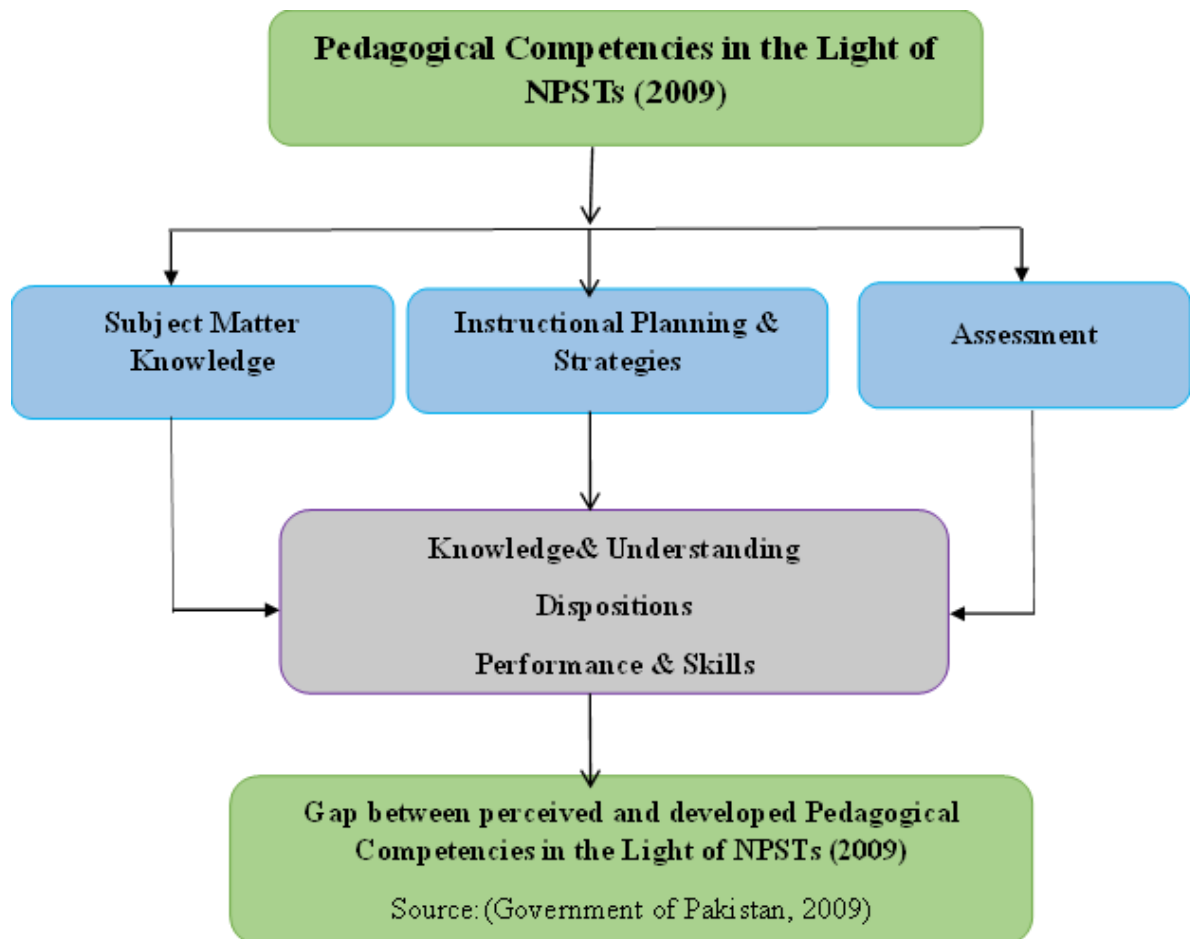 Pedagogical Competencies in the Light of
NPSTs (2009)
Subject Matter
Knowledge
Instructional Planning &
Strategies
Assessment
Knowledge& Understanding
Dispositions
Performance & Skills
Gap between perceived and developed Pedagogical
Competencies in the Light of NPSTs (2009)
Source: (Government of Pakistan, 2009)